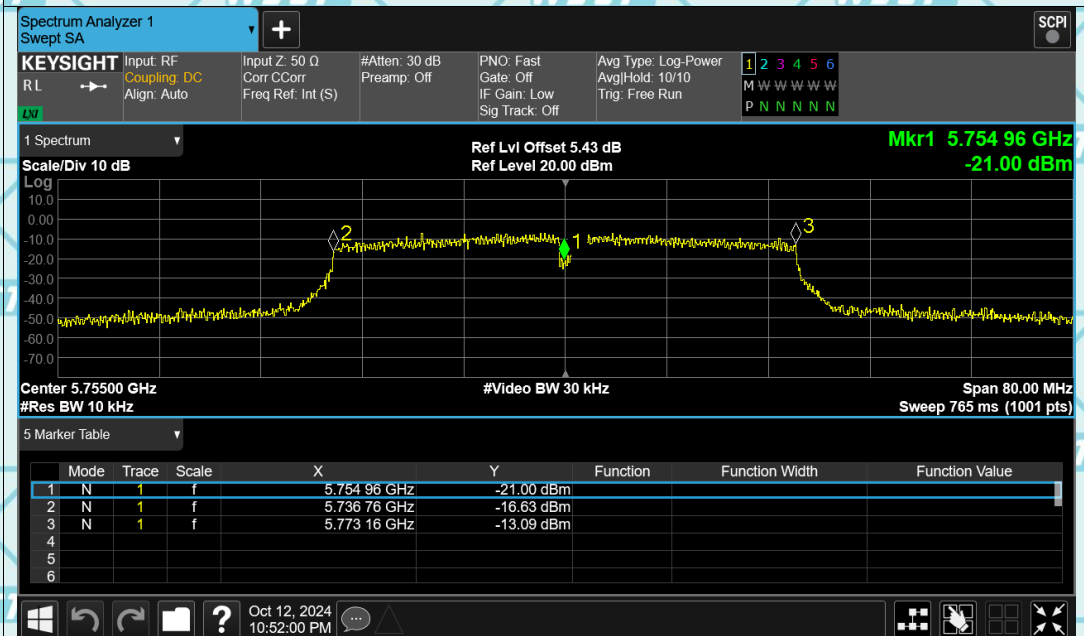 Spectrum Analyzer 1
Swept SA
+
SCPI
KEYSIGHT Input: RF Input Z: 50 Ω #Atten: 30 dB PNO: Fast Avg Type: Log-Power 1 2 3 4 5 6
RL Coupling: DC Corr CCorr Preamp: Off Gate: Off Avg|Hold: 10/10 M W W W W W
Align: Auto Freq Ref: Int (S) IF Gain: Low Trig: Free Run P N N N N N
LXI Sig Track: Off
1 Spectrum
Ref Lvl Offset 5.43 dB
Mkr1 5.754 96 GHz
Scale/Div 10 dB Ref Level 20.00 dBm -21.00 dBm
Log
10.0
0.00
-10.0
-20.0
-30.0
-40.0
-50.0
-60.0
-70.0
2
1
3
Center 5.75500 GHz #Video BW 30 kHz Span 80.00 MHz
#Res BW 10 kHz Sweep 765 ms (1001 pts)
5 Marker Table
Mode Trace Scale X Y Function Function Width Function Value
1 N 1 f 5.754 96 GHz -21.00 dBm
2 N 1 f 5.736 76 GHz -16.63 dBm
3 N 1 f 5.773 16 GHz -13.09 dBm
4
5
6
? Oct 12, 2024
10:52:00 PM